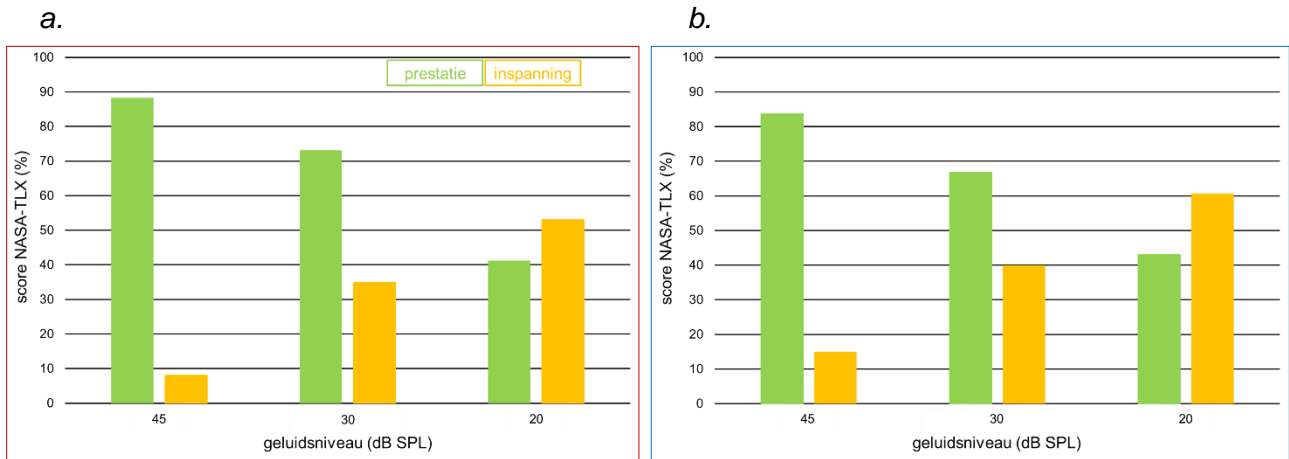 a.
100
90
80
70
60
50
40
30
20
10
0
score NASA-TLX (%)
prestatie inspanning
45 30 20
geluidsniveau (dB SPL)
b.
100
90
80
70
60
50
40
30
20
10
0
score NASA-TLX (%)
45 30 20
geluidsniveau (dB SPL)